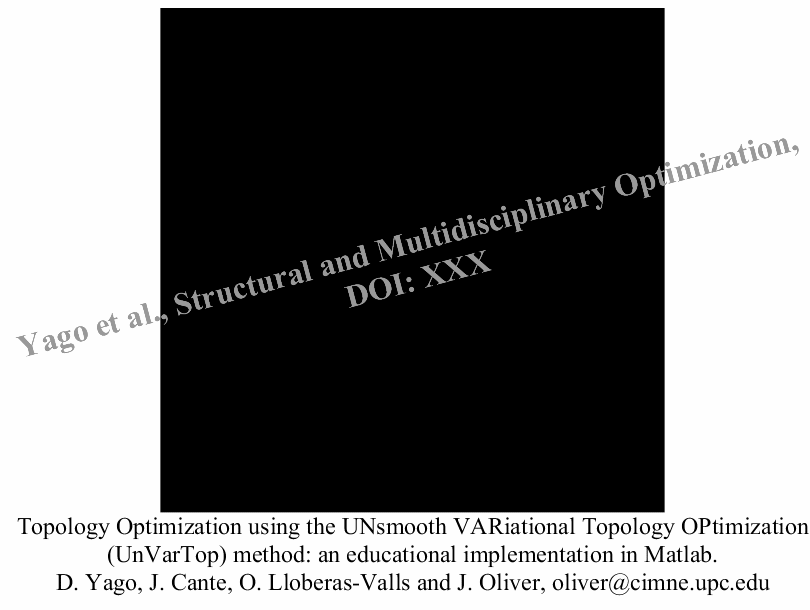 Yago et al., Structural and Multidisciplinary Optimization,
DOI: XXX
Topology Optimization using the UNsmooth VARiational Topology OPtimization
(UnVarTop) method: an educational implementation in Matlab.
D. Yago, J. Cante, O. Lloberas-Valls and J. Oliver, oliver@cimne.upc.edu